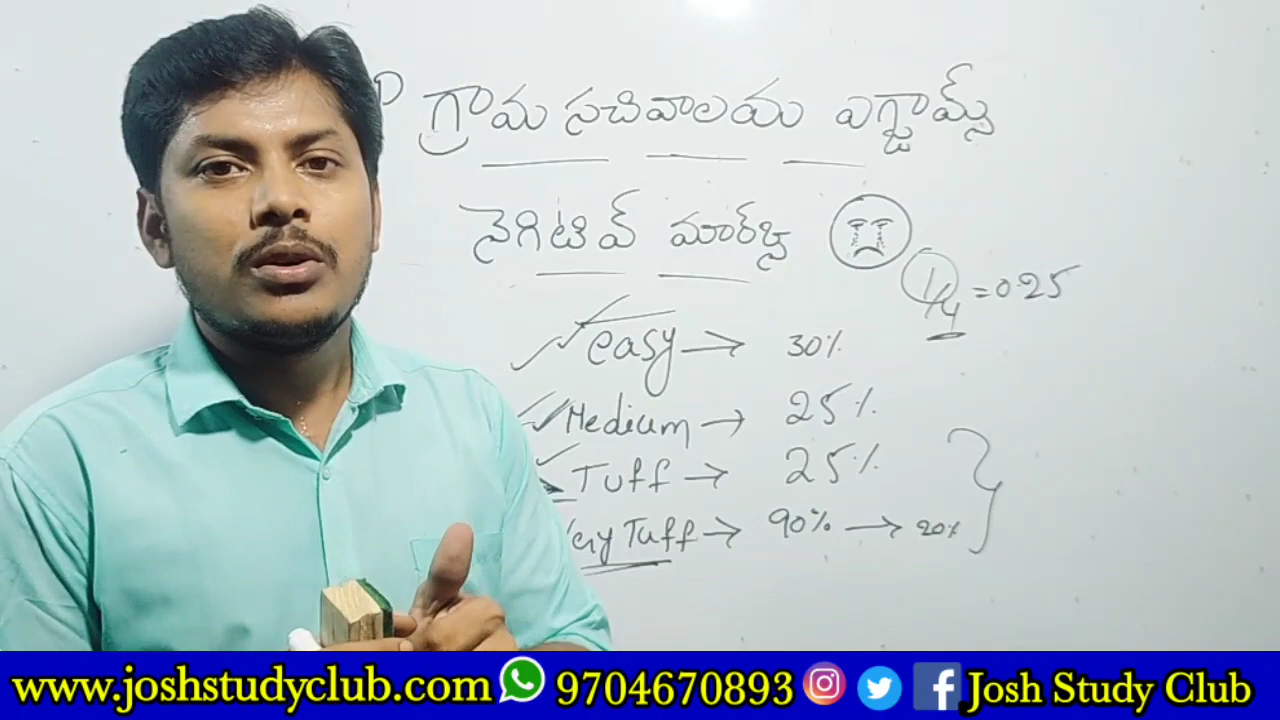 గ్రామ సచివాలయ ఎగ్జామ్స్
నెగిటివ్ మార్క్స్
1/4 = 0.25
easy → 30%
Medium → 25%
Tuff → 25%
Very Tuff → 90% → 20%
www.joshstudyclub.com 9704670893 Josh Study Club